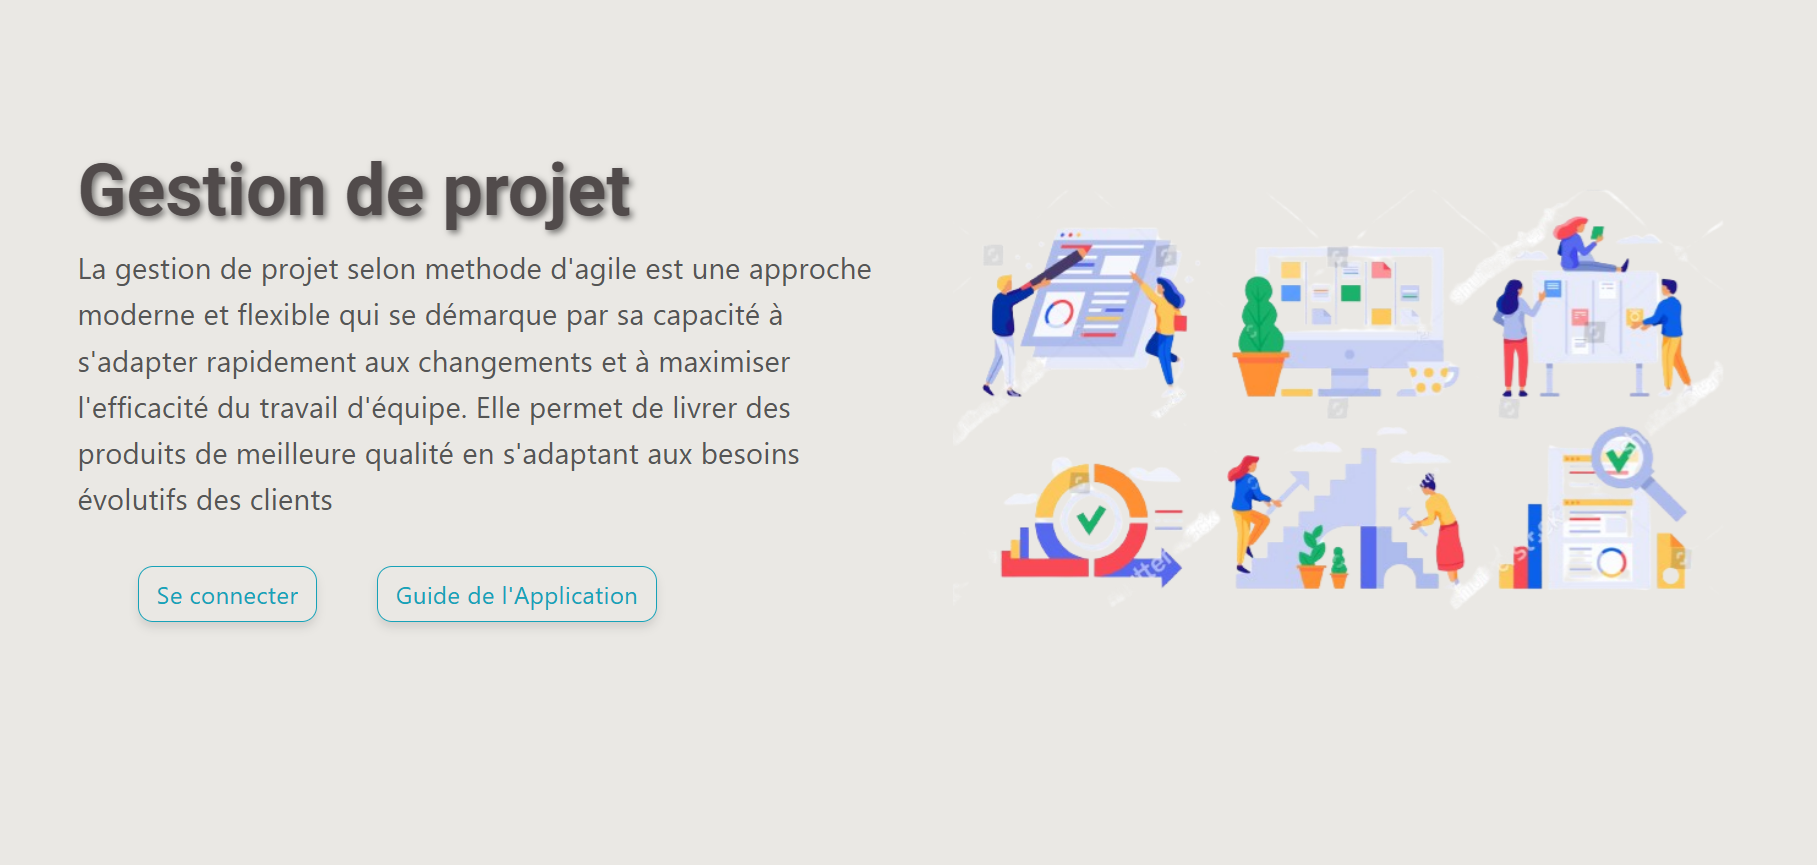 Gestion de projet
La gestion de projet selon methode d'agile est une approche
moderne et flexible qui se démarque par sa capacité à
s'adapter rapidement aux changements et à maximiser
l'efficacité du travail d'équipe. Elle permet de livrer des
produits de meilleure qualité en s'adaptant aux besoins
évolutifs des clients
Se connecter
Guide de l'Application